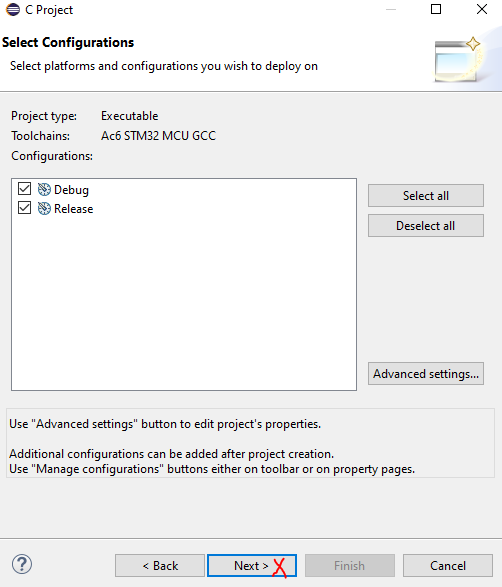 C Project
Select Configurations
Select platforms and configurations you wish to deploy on
Project type: Executable
Toolchains: Ac6 STM32 MCU GCC
Configurations:
Debug
Release
Select all
Deselect all
Advanced settings...
Use "Advanced settings" button to edit project's properties.
Additional configurations can be added after project creation.
Use "Manage configurations" buttons either on toolbar or on property pages.
?
< Back
Next >
X
Finish
Cancel